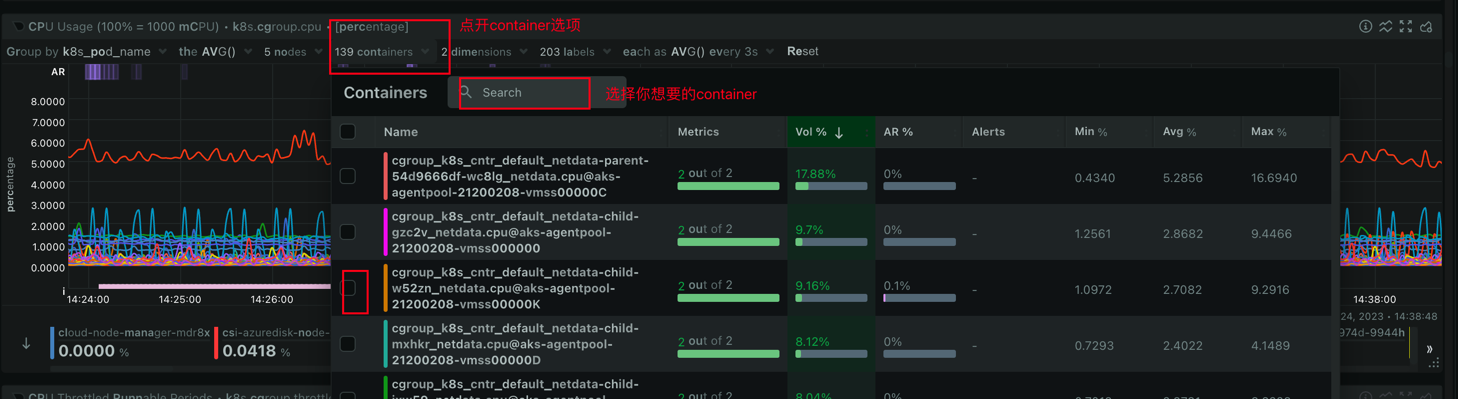 CPU Usage (100% = 1000 mCPU) • k8s.cgroup.cpu • [percentage]
点开container选项
Group by k8s_pod_name the AVG() 5 nodes 139 containers 2 dimensions 203 labels each as AVG() every 3s Reset
AR
8.0000
7.0000
6.0000
5.0000
4.0000
3.0000
2.0000
1.0000
0.0000
percentage
i
14:24:00 14:25:00 14:26:00
cloud-node-manager-mdr8x
0.0000 %
csi-azuredisk-node-
0.0418 %
Containers
Search
选择你想要的container
Name Metrics Vol % ↓ AR % Alerts Min % Avg % Max %
cgroup_k8s_cntr_default_netdata-parent-
54d9666df-wc8lg_netdata.cpu@aks-
agentpool-21200208-vmss00000C
2 out of 2 17.88% 0% - 0.4340 5.2856 16.6940
cgroup_k8s_cntr_default_netdata-child-
gzc2v_netdata.cpu@aks-agentpool-
21200208-vmss000000
2 out of 2 9.7% 0% - 1.2561 2.8682 9.4466
cgroup_k8s_cntr_default_netdata-child-
w52zn_netdata.cpu@aks-agentpool-
21200208-vmss00000K
2 out of 2 9.16% 0.1% - 1.0972 2.7082 9.2916
cgroup_k8s_cntr_default_netdata-child-
mxhkr_netdata.cpu@aks-agentpool-
21200208-vmss00000D
2 out of 2 8.12% 0% - 0.7293 2.4022 4.1489
cgroup_k8s_cntr_default_netdata-child-
2 out of 2 8.04% 0%
14:38:00
24, 2023 • 14:38:48
974d-9944h
»
CPU Throttled Runnable Periods • k8s.cgroup.throttl